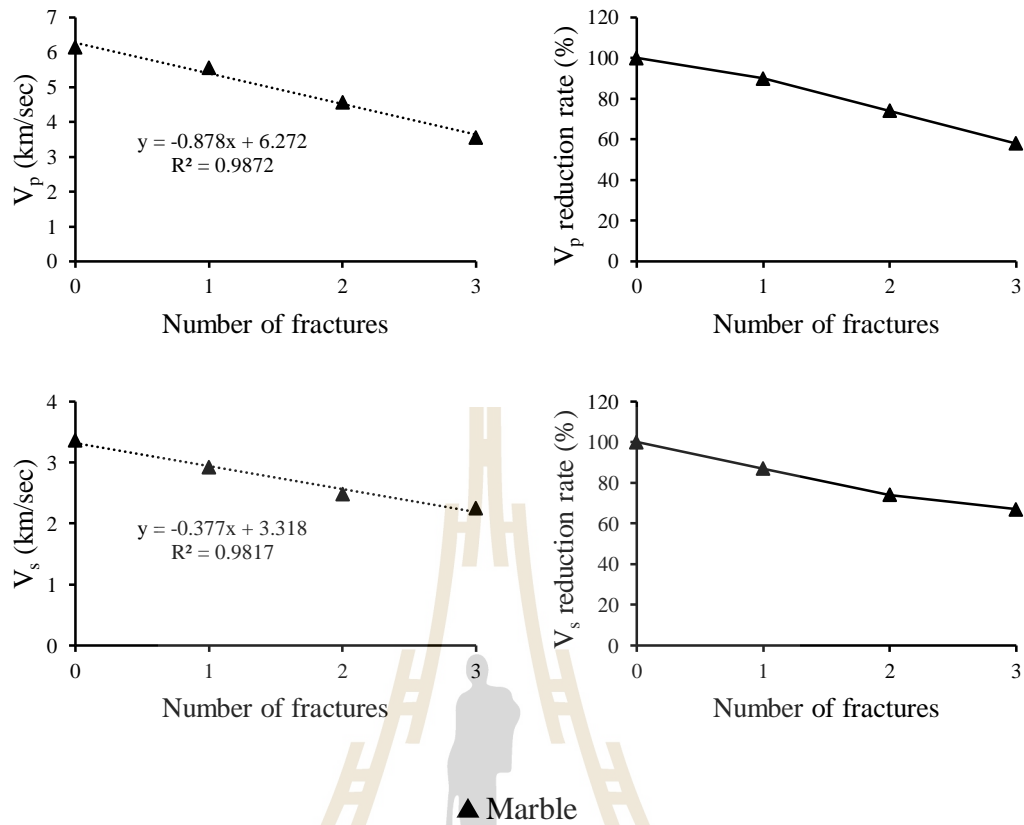 V_p (km/sec)
7
6
5
4
3
2
1
0
y = -0.878x + 6.272
R² = 0.9872
0 1 2 3
Number of fractures
V_p reduction rate (%)
120
100
80
60
40
20
0
0 1 2 3
Number of fractures
V_s (km/sec)
4
3
2
1
0
y = -0.377x + 3.318
R² = 0.9817
0 1 2 3
Number of fractures
V_s reduction rate (%)
120
100
80
60
40
20
0
0 1 2 3
Number of fractures
Marble